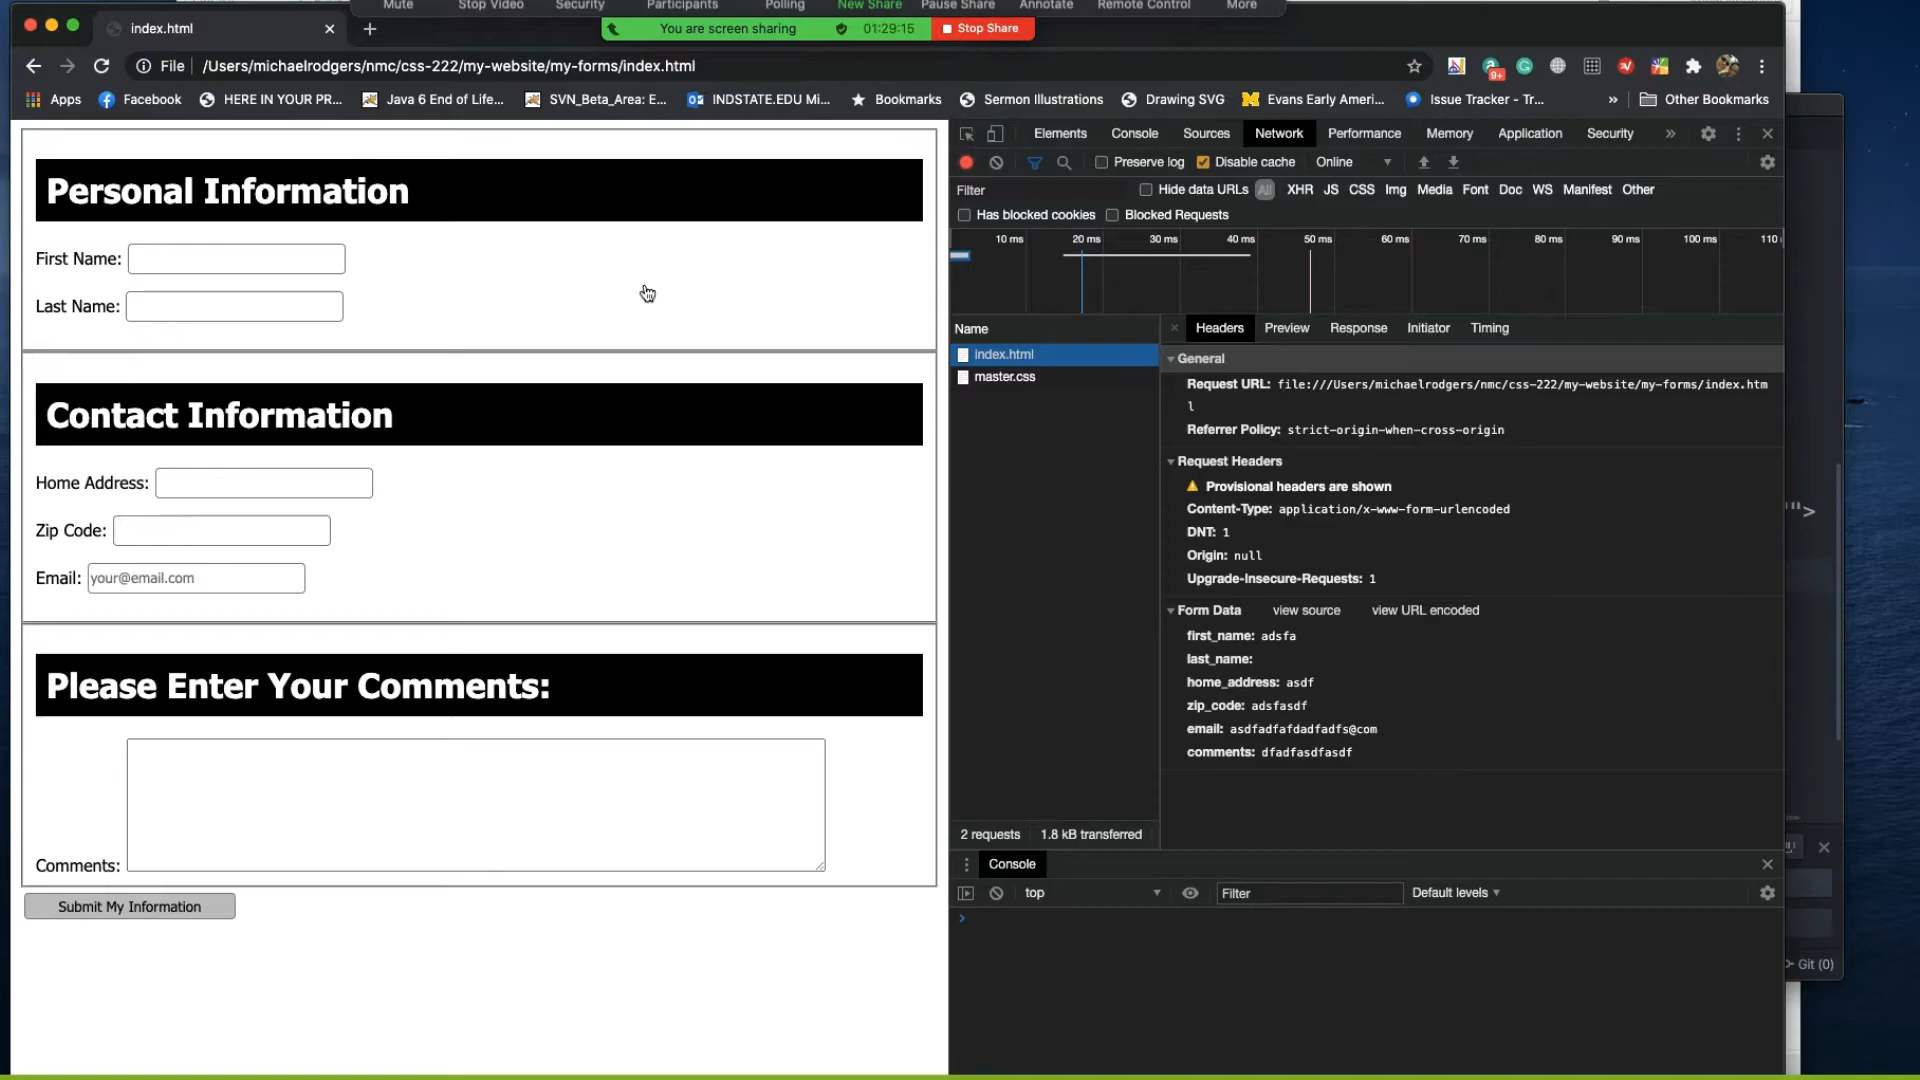 Mute Stop Video Security Participants Polling New Share Pause Share Annotate Remote Control More
index.html
You are screen sharing 01:29:15 Stop Share
File /Users/michaelrodgers/nmc/css-222/my-website/my-forms/index.html
9+
Apps Facebook HERE IN YOUR PR... Java 6 End of Life... SVN_Beta_Area: E... INDSTATE.EDU Mi... Bookmarks Sermon Illustrations Drawing SVG Evans Early Ameri... Issue Tracker - Tr... » Other Bookmarks
Personal Information
First Name:
Last Name:
Contact Information
Home Address:
Zip Code:
Email: your@email.com
Please Enter Your Comments:
Comments:
Submit My Information
Elements Console Sources Network Performance Memory Application Security »
Preserve log Disable cache Online
Filter Hide data URLs All XHR JS CSS Img Media Font Doc WS Manifest Other
Has blocked cookies Blocked Requests
10 ms 20 ms 30 ms 40 ms 50 ms 60 ms 70 ms 80 ms 90 ms 100 ms 110
Name
index.html
master.css
Headers Preview Response Initiator Timing
General
Request URL: file:///Users/michaelrodgers/nmc/css-222/my-website/my-forms/index.htm
l
Referrer Policy: strict-origin-when-cross-origin
Request Headers
Provisional headers are shown
Content-Type: application/x-www-form-urlencoded
DNT: 1
Origin: null
Upgrade-Insecure-Requests: 1
Form Data view source view URL encoded
first_name: adsfa
last_name:
home_address: asdf
zip_code: adsfasdf
email: asdfadfafdadfadfs@com
comments: dfadfasdfasdf
2 requests 1.8 kB transferred
Console
top Filter Default levels
">
Git (0)